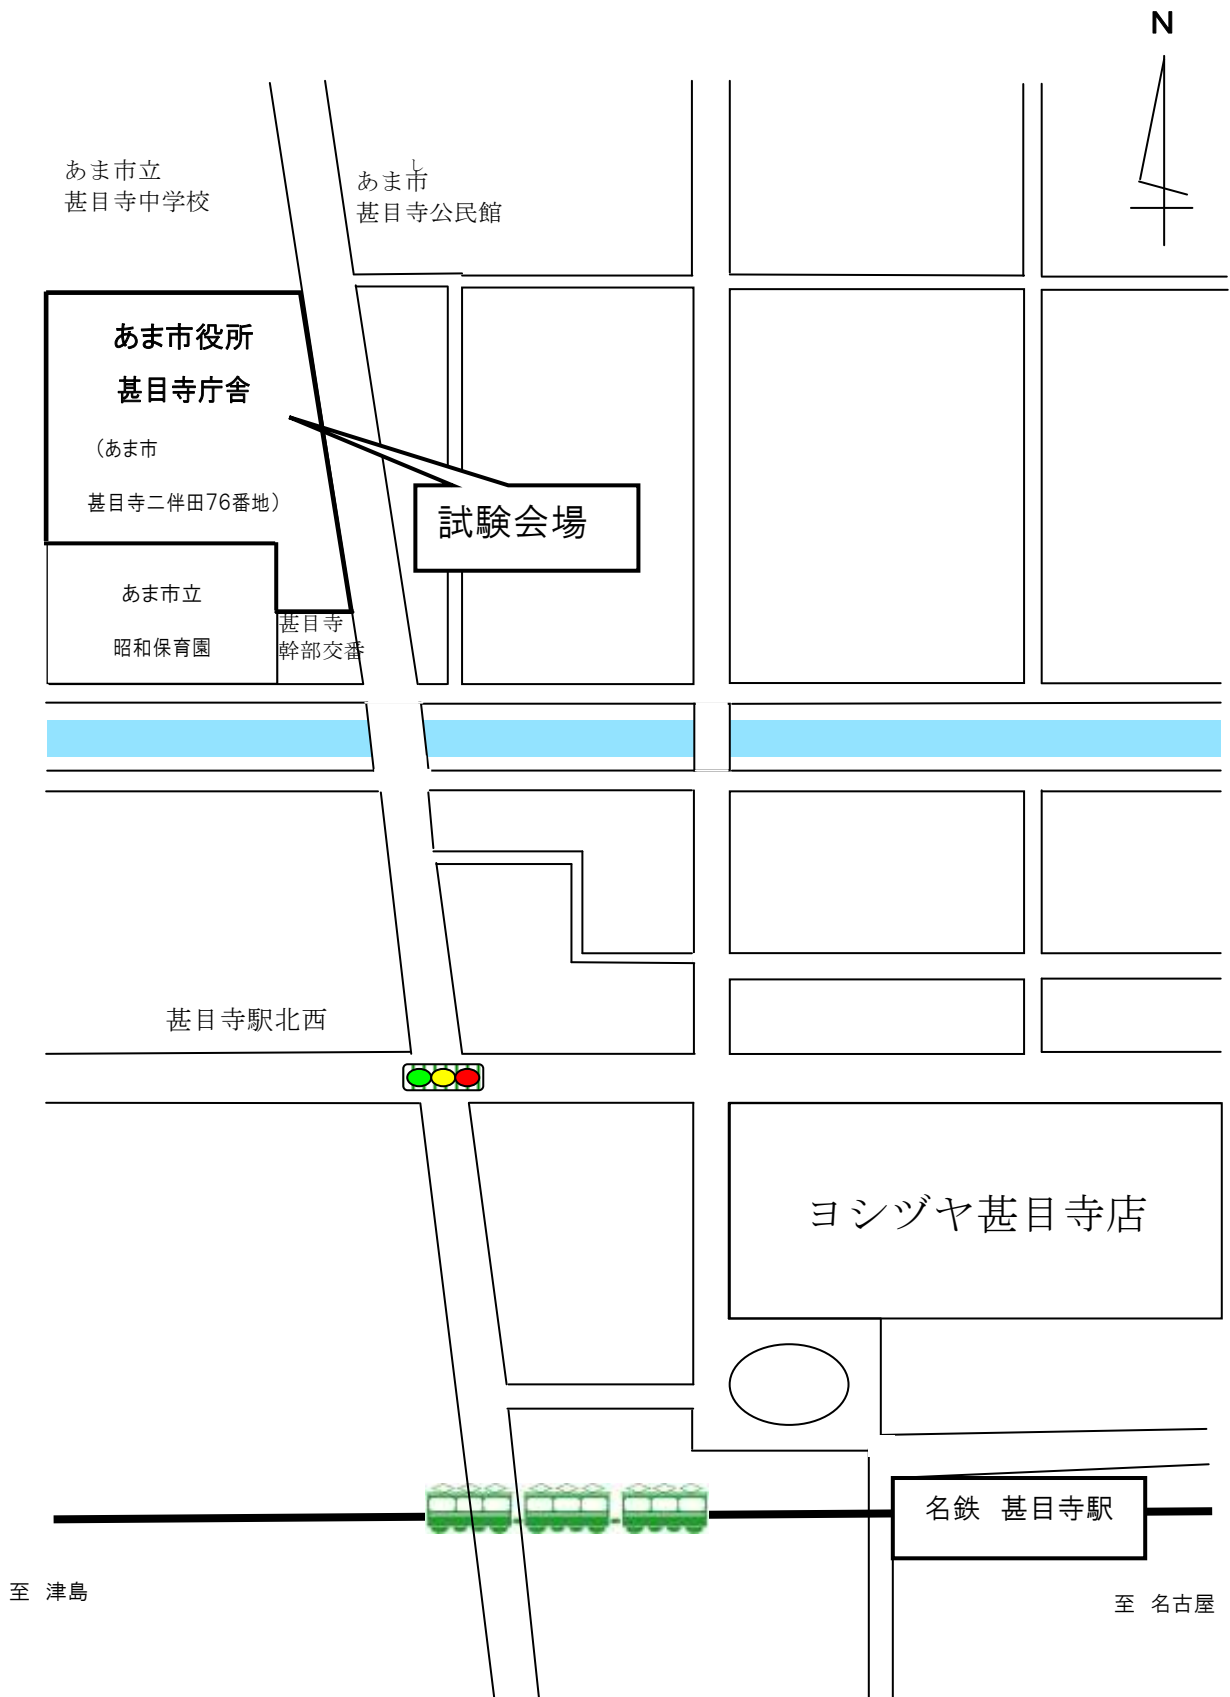 N
あま市立
甚目寺中学校
し
あま市
甚目寺公民館
あま市役所
甚目寺庁舎
（あま市
甚目寺二伴田76番地）
試験会場
あま市立
昭和保育園
甚目寺
幹部交番
甚目寺駅北西
ヨシヅヤ甚目寺店
名鉄 甚目寺駅
至 津島
至 名古屋